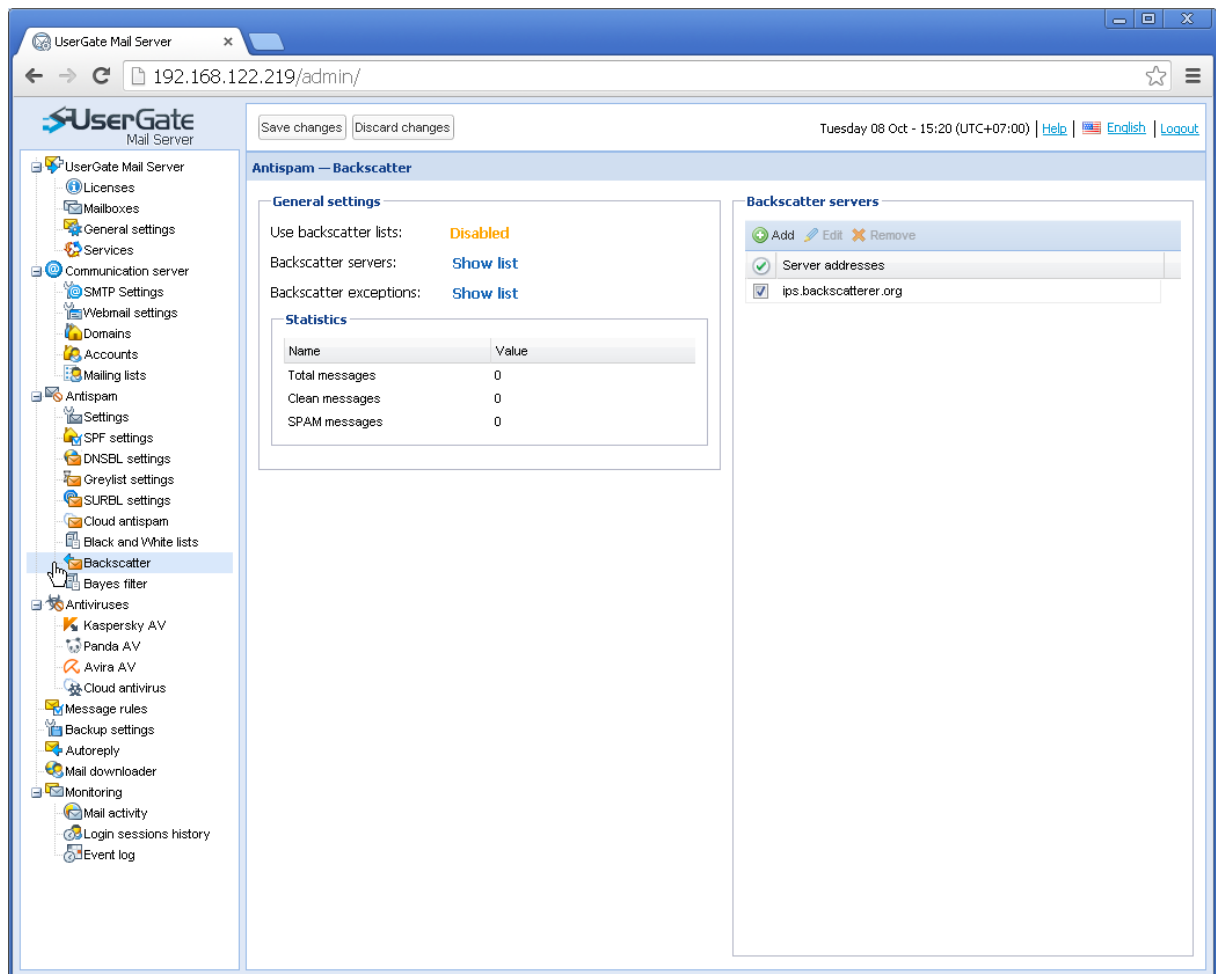 UserGate Mail Server
192.168.122.219/admin/
UserGate
Mail Server
Save changes Discard changes
Tuesday 08 Oct - 15:20 (UTC+07:00) | Help | English | Logout
UserGate Mail Server
Licenses
Mailboxes
General settings
Services
Communication server
SMTP Settings
Webmail settings
Domains
Accounts
Mailing lists
Antispam
Settings
SPF settings
DNSBL settings
Greylist settings
SURBL settings
Cloud antispam
Black and White lists
Backscatter
Bayes filter
Antiviruses
Kaspersky AV
Panda AV
Avira AV
Cloud antivirus
Message rules
Backup settings
Autoreply
Mail downloader
Monitoring
Mail activity
Login sessions history
Event log
Antispam — Backscatter
General settings
Use backscatter lists: Disabled
Backscatter servers: Show list
Backscatter exceptions: Show list
Statistics
Name Value
Total messages 0
Clean messages 0
SPAM messages 0
Backscatter servers
Add Edit Remove
Server addresses
ips.backscatterer.org